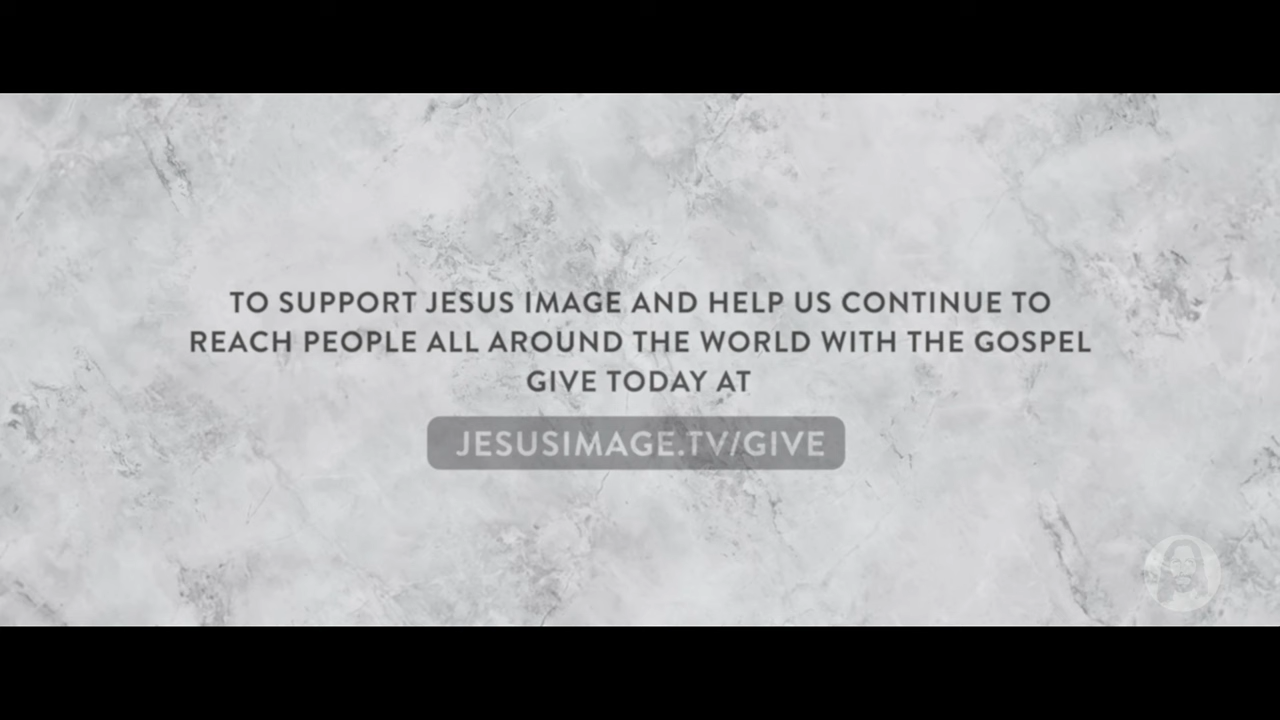 TO SUPPORT JESUS IMAGE AND HELP US CONTINUE TO
REACH PEOPLE ALL AROUND THE WORLD WITH THE GOSPEL
GIVE TODAY AT
JESUSIMAGE.TV/GIVE